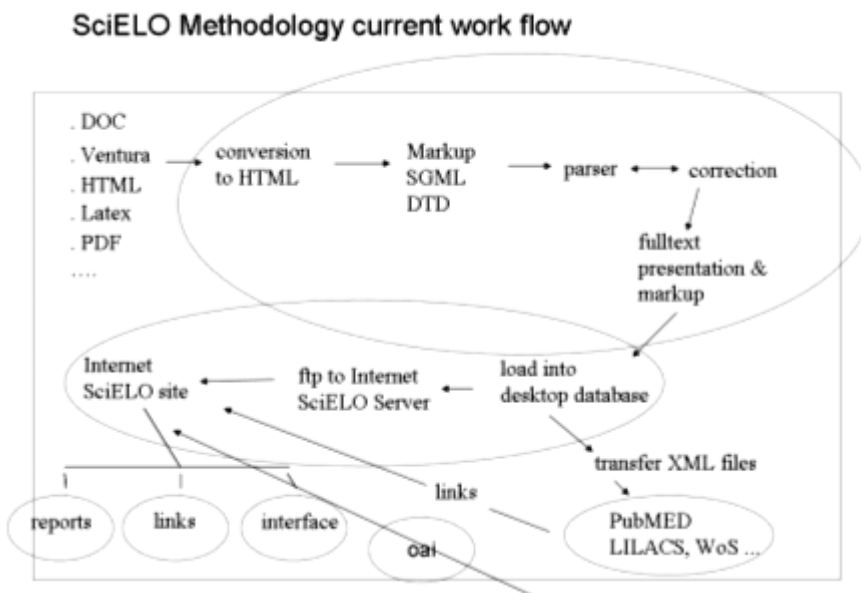 SciELO Methodology current work flow
. DOC
. Ventura
. HTML
. Latex
. PDF
....
conversion
to HTML
Markup
SGML
DTD
parser
correction
fulltext
presentation &
markup
Internet
SciELO site
ftp to Internet
SciELO Server
load into
desktop database
transfer XML files
links
PubMED
LILACS, WoS ...
reports
links
interface
oai